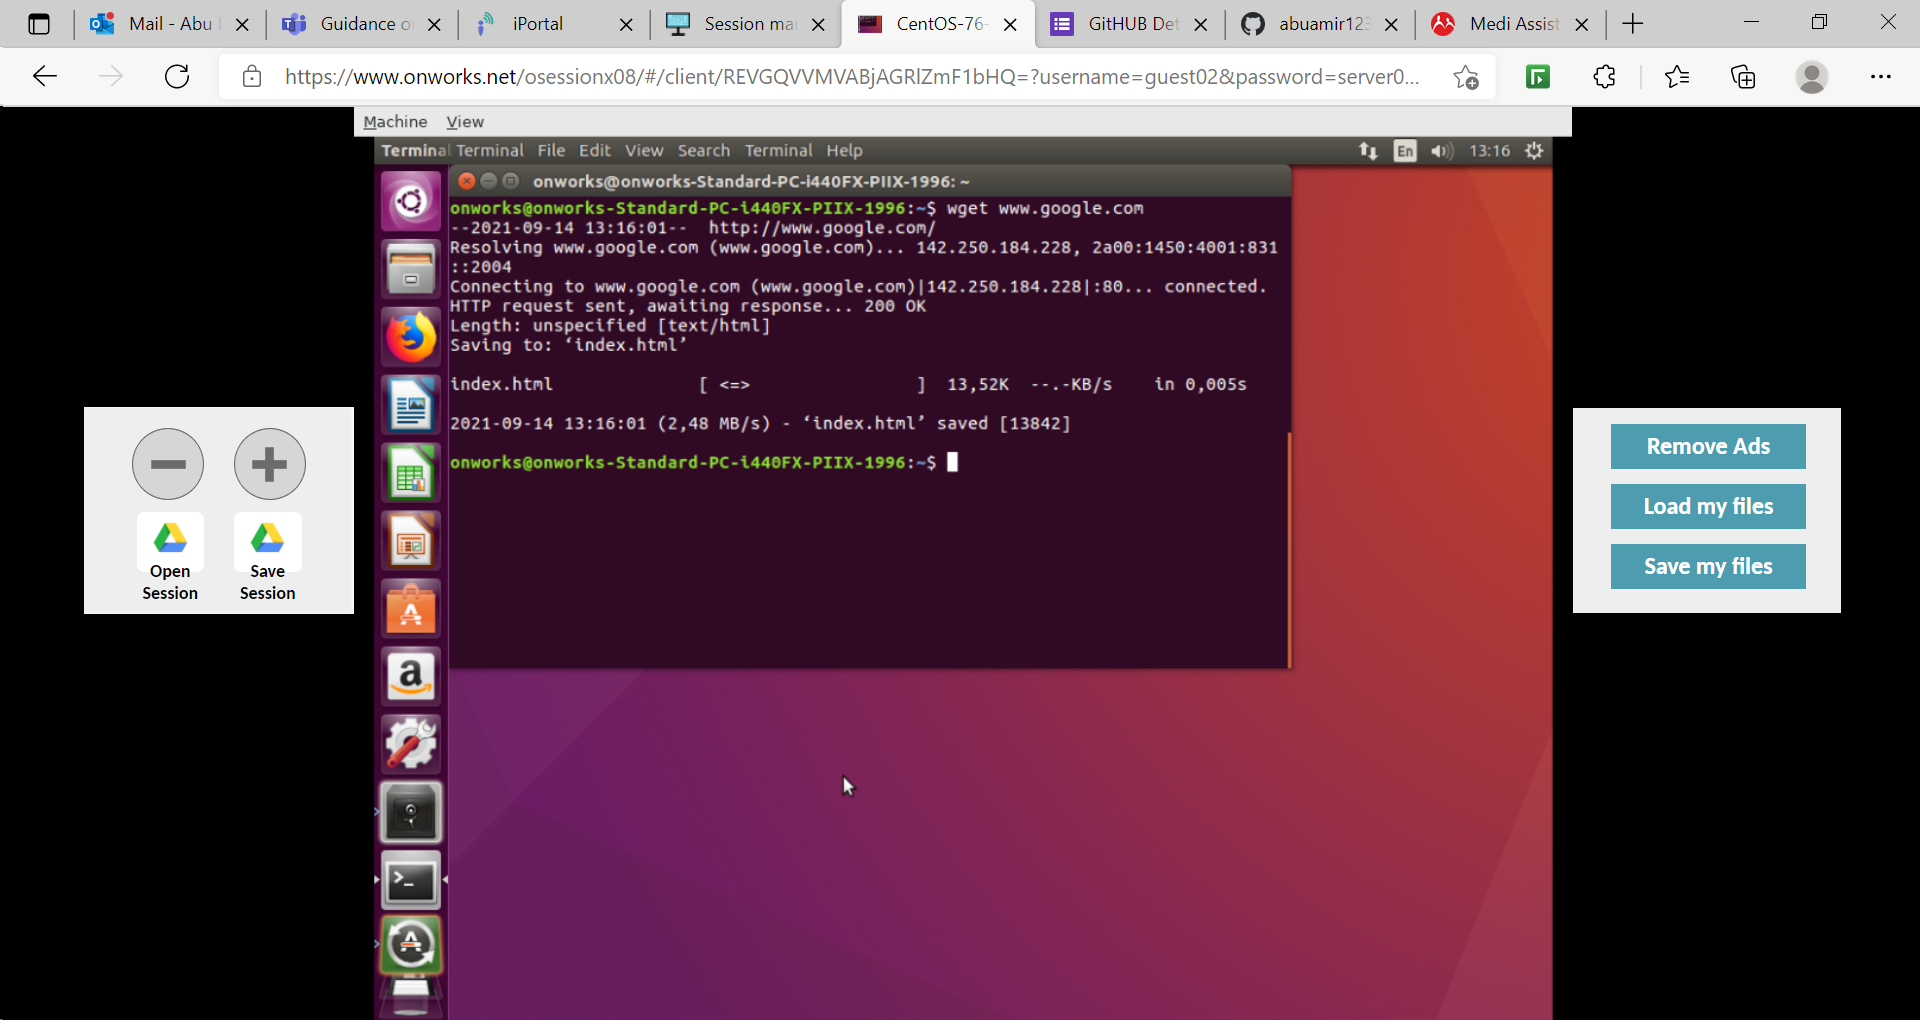 Mail - Abu
Guidance o
iPortal
Session ma
CentOS-76-
GitHUB Det
abuamir123
Medi Assist
https://www.onworks.net/osessionx08/#/client/REVGQVVMVABjAGRlZmF1bHQ=?username=guest02&password=server0...
Machine View
Terminal Terminal File Edit View Search Terminal Help
En 13:16
onworks@onworks-Standard-PC-i440FX-PIIX-1996: ~
onworks@onworks-Standard-PC-i440FX-PIIX-1996:~$ wget www.google.com
--2021-09-14 13:16:01--  http://www.google.com/
Resolving www.google.com (www.google.com)... 142.250.184.228, 2a00:1450:4001:831
::2004
Connecting to www.google.com (www.google.com)|142.250.184.228|:80... connected.
HTTP request sent, awaiting response... 200 OK
Length: unspecified [text/html]
Saving to: ‘index.html’
index.html [ <=> ] 13,52K --.-KB/s in 0,005s
2021-09-14 13:16:01 (2,48 MB/s) - ‘index.html’ saved [13842]
onworks@onworks-Standard-PC-i440FX-PIIX-1996:~$
Open
Session
Save
Session
Remove Ads
Load my files
Save my files